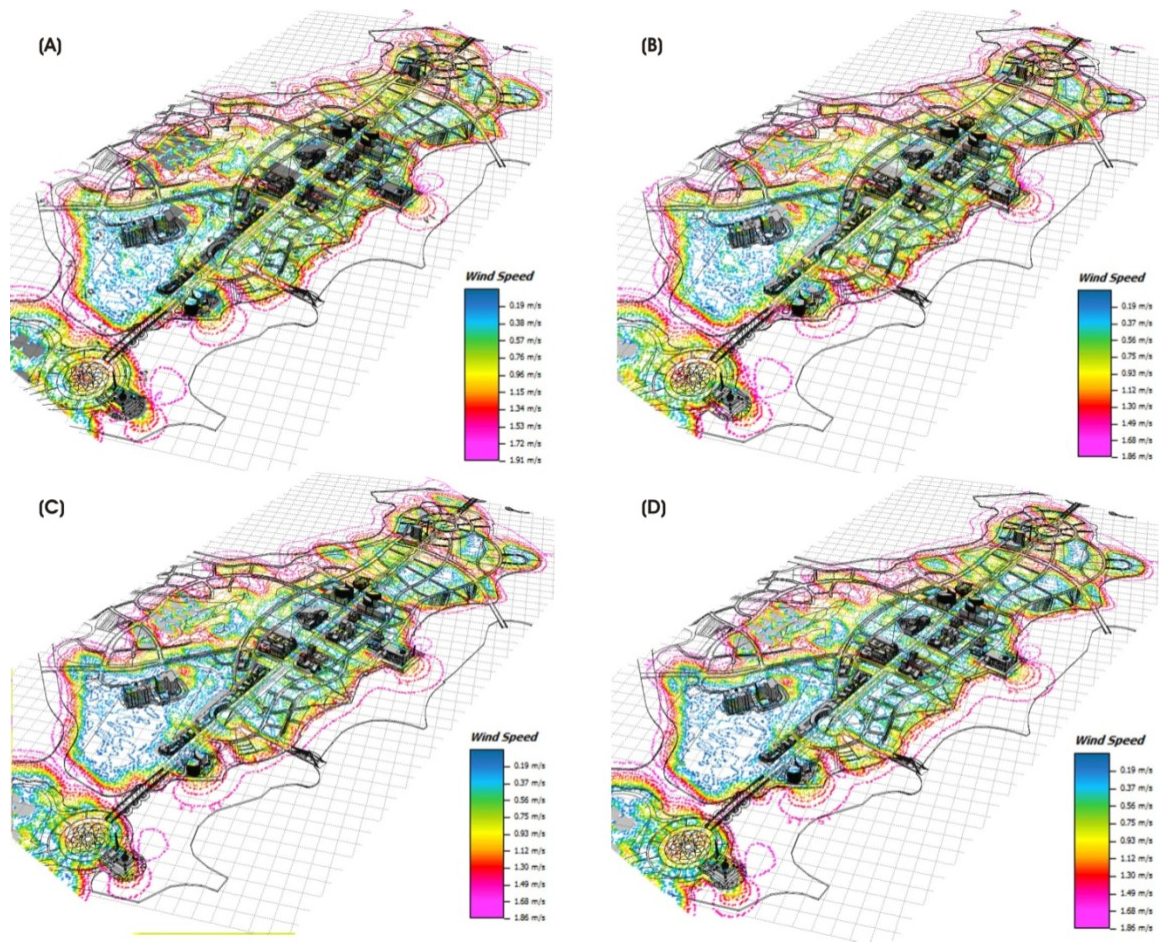 (A)
Wind Speed
0.19 m/s
0.38 m/s
0.57 m/s
0.76 m/s
0.96 m/s
1.15 m/s
1.34 m/s
1.53 m/s
1.72 m/s
1.91 m/s
(B)
Wind Speed
0.19 m/s
0.37 m/s
0.56 m/s
0.75 m/s
0.93 m/s
1.12 m/s
1.30 m/s
1.49 m/s
1.68 m/s
1.86 m/s
(C)
Wind Speed
0.19 m/s
0.37 m/s
0.56 m/s
0.75 m/s
0.93 m/s
1.12 m/s
1.30 m/s
1.49 m/s
1.68 m/s
1.86 m/s
(D)
Wind Speed
0.19 m/s
0.37 m/s
0.56 m/s
0.75 m/s
0.93 m/s
1.12 m/s
1.30 m/s
1.49 m/s
1.68 m/s
1.86 m/s